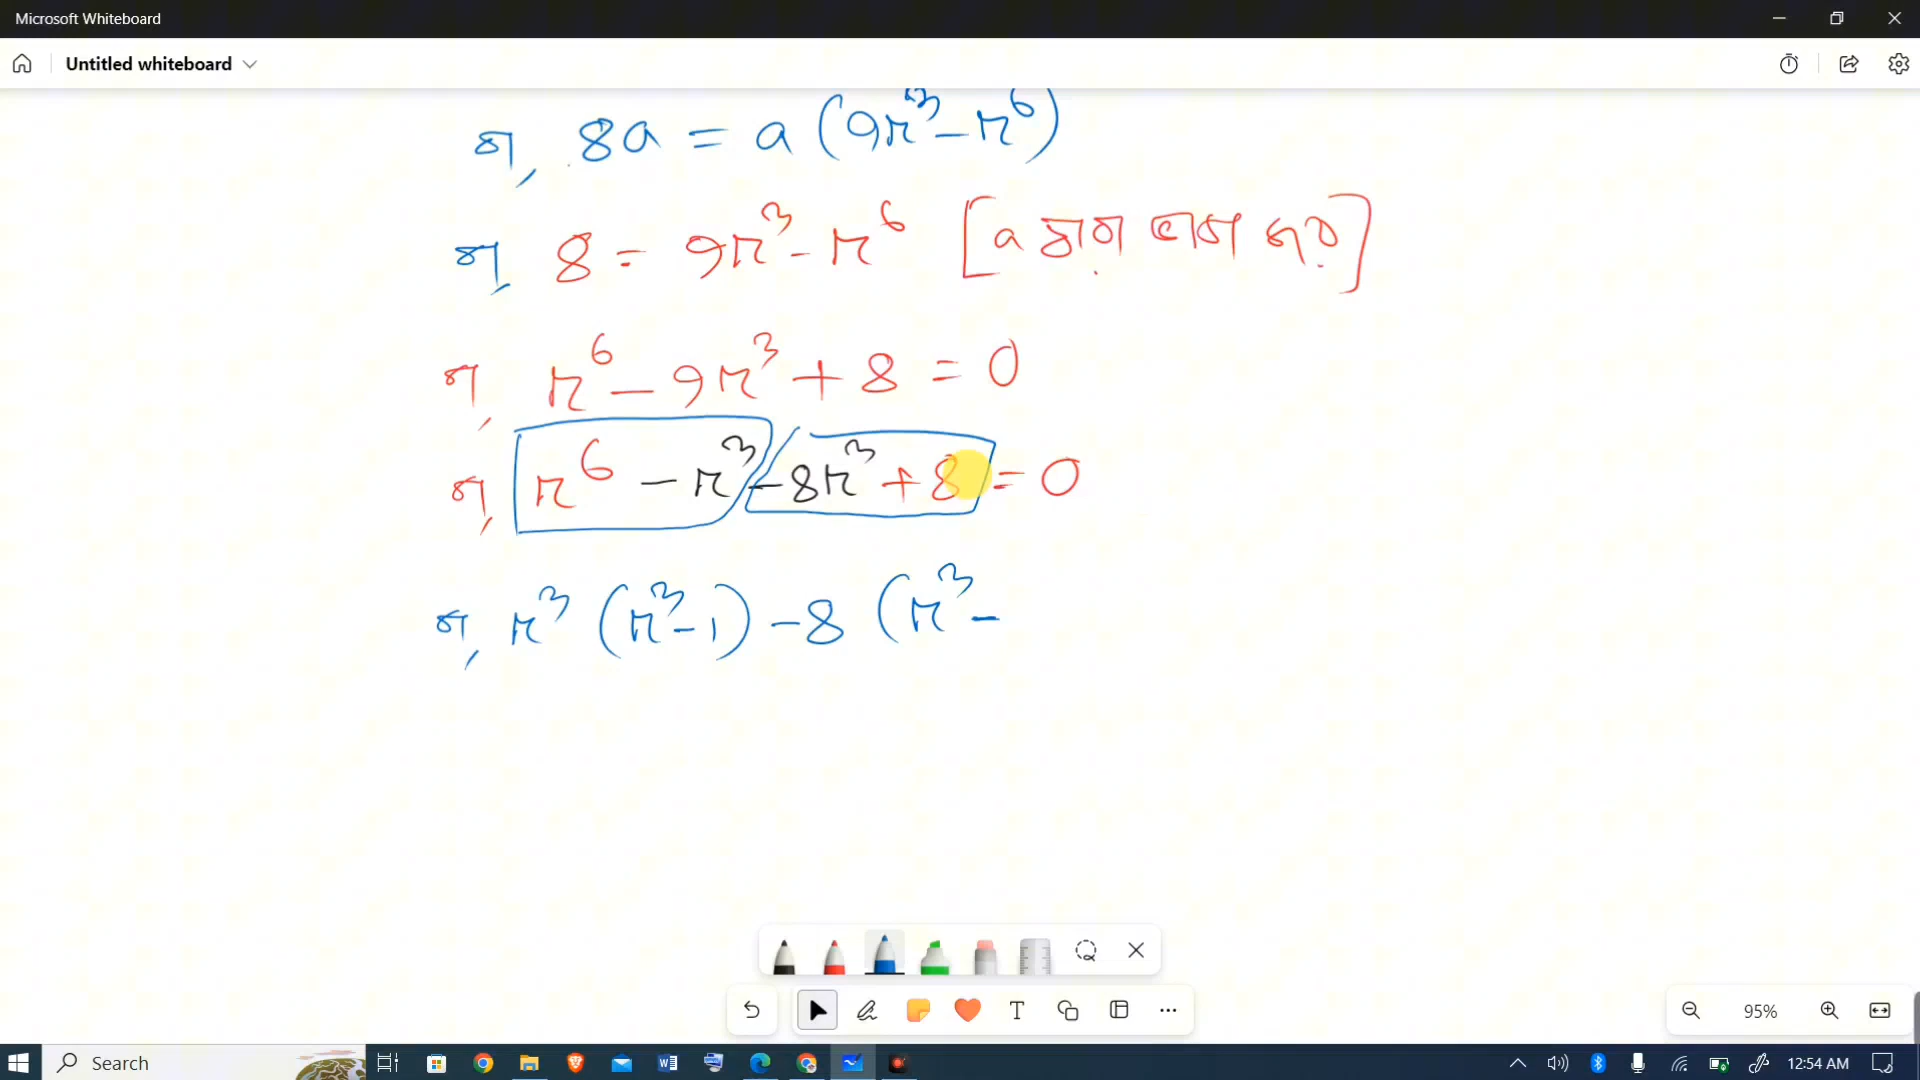 Microsoft Whiteboard
Untitled whiteboard
বা, 8a = a (9r³ - r⁶)
বা, 8 = 9r³ - r⁶ [a দ্বারা ভাগ করে]
বা, r⁶ - 9r³ + 8 = 0
বা, r⁶ - r³ - 8r³ + 8 = 0
বা, r³ (r³ - 1) - 8 (r³ -
95%
Search
12:54 AM